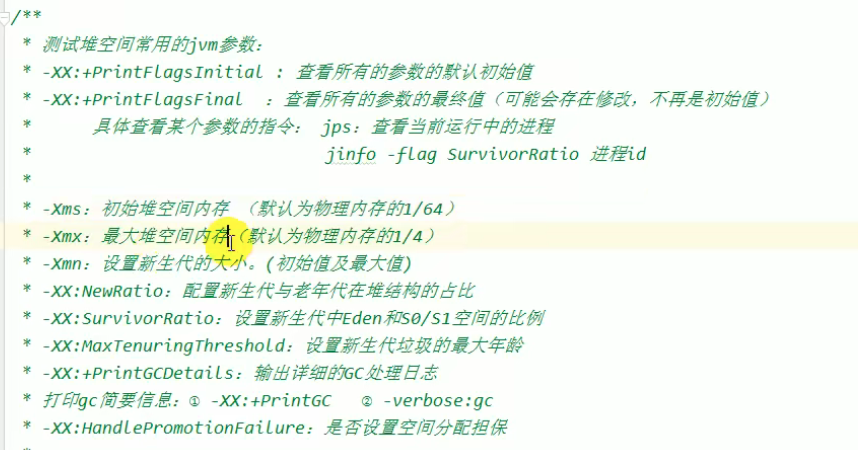 /**
* 测试堆空间常用的jvm参数：
* -XX:+PrintFlagsInitial : 查看所有的参数的默认初始值
* -XX:+PrintFlagsFinal ：查看所有的参数的最终值（可能会存在修改，不再是初始值）
* 具体查看某个参数的指令： jps：查看当前运行中的进程
* jinfo -flag SurvivorRatio 进程id
*
* -Xms：初始堆空间内存 （默认为物理内存的1/64）
* -Xmx：最大堆空间内存（默认为物理内存的1/4）
* -Xmn：设置新生代的大小。(初始值及最大值)
* -XX:NewRatio：配置新生代与老年代在堆结构的占比
* -XX:SurvivorRatio：设置新生代中Eden和S0/S1空间的比例
* -XX:MaxTenuringThreshold：设置新生代垃圾的最大年龄
* -XX:+PrintGCDetails：输出详细的GC处理日志
* 打印gc简要信息：① -XX:+PrintGC ② -verbose:gc
* -XX:HandlePromotionFailure：是否设置空间分配担保
*